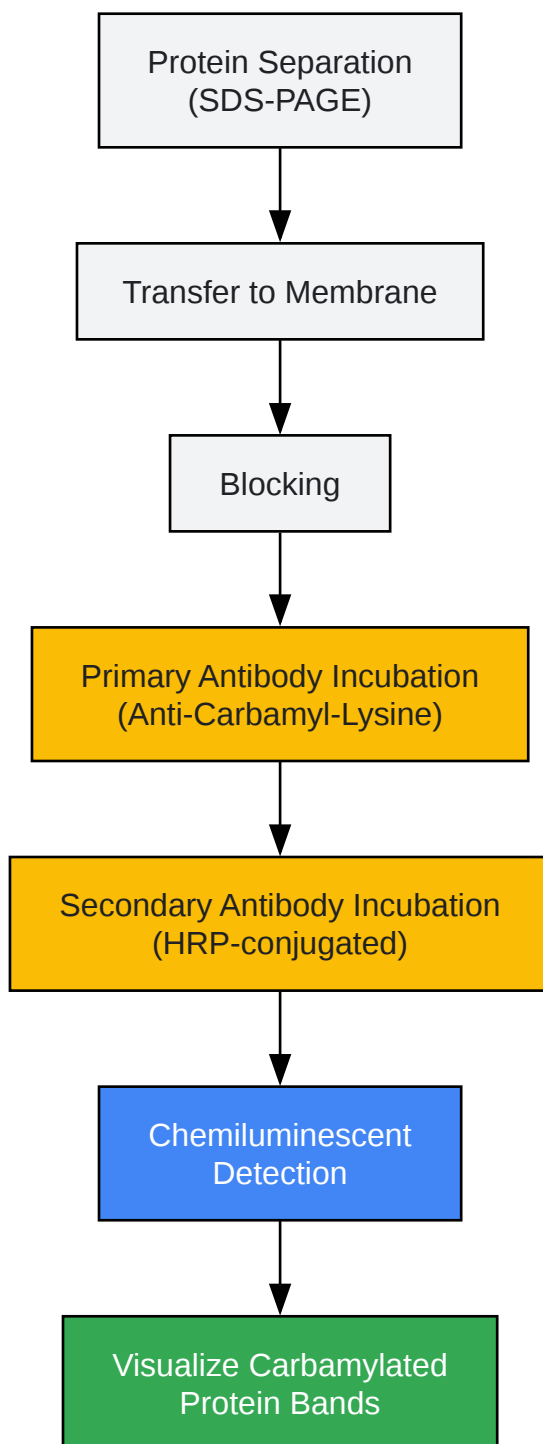 Protein Separation
(SDS-PAGE)
Transfer to Membrane
Blocking
Primary Antibody Incubation
(Anti-Carbamyl-Lysine)
Secondary Antibody Incubation
(HRP-conjugated)
Chemiluminescent
Detection
Visualize Carbamylated
Protein Bands